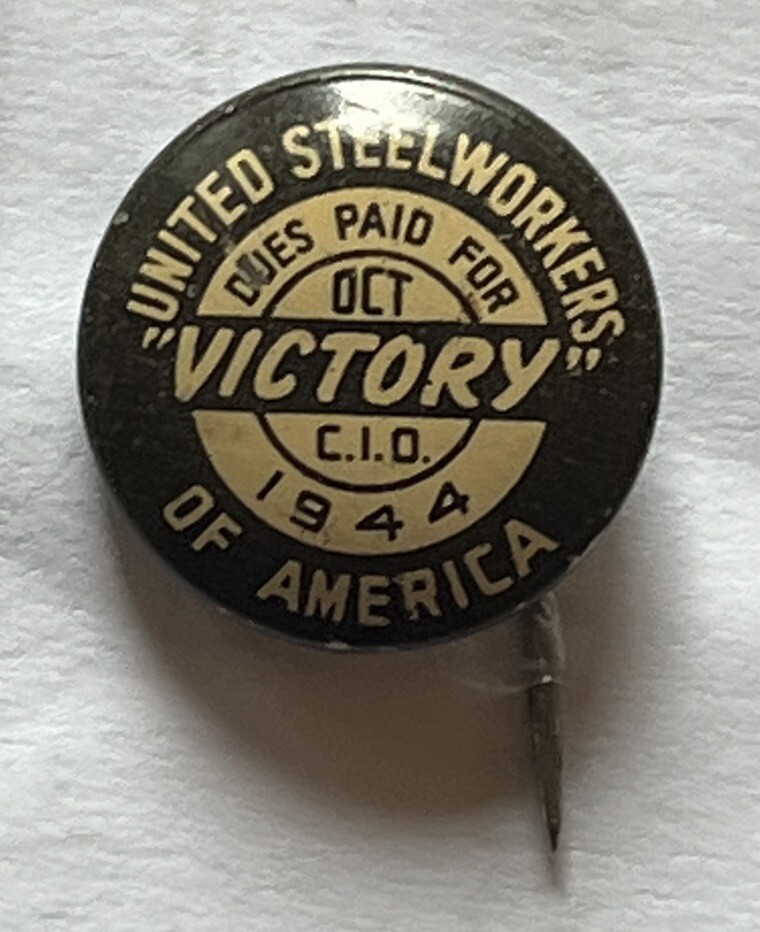 UNITED STEELWORKERS
DUES PAID FOR
OCT
"VICTORY"
C.I.O.
1944
OF AMERICA